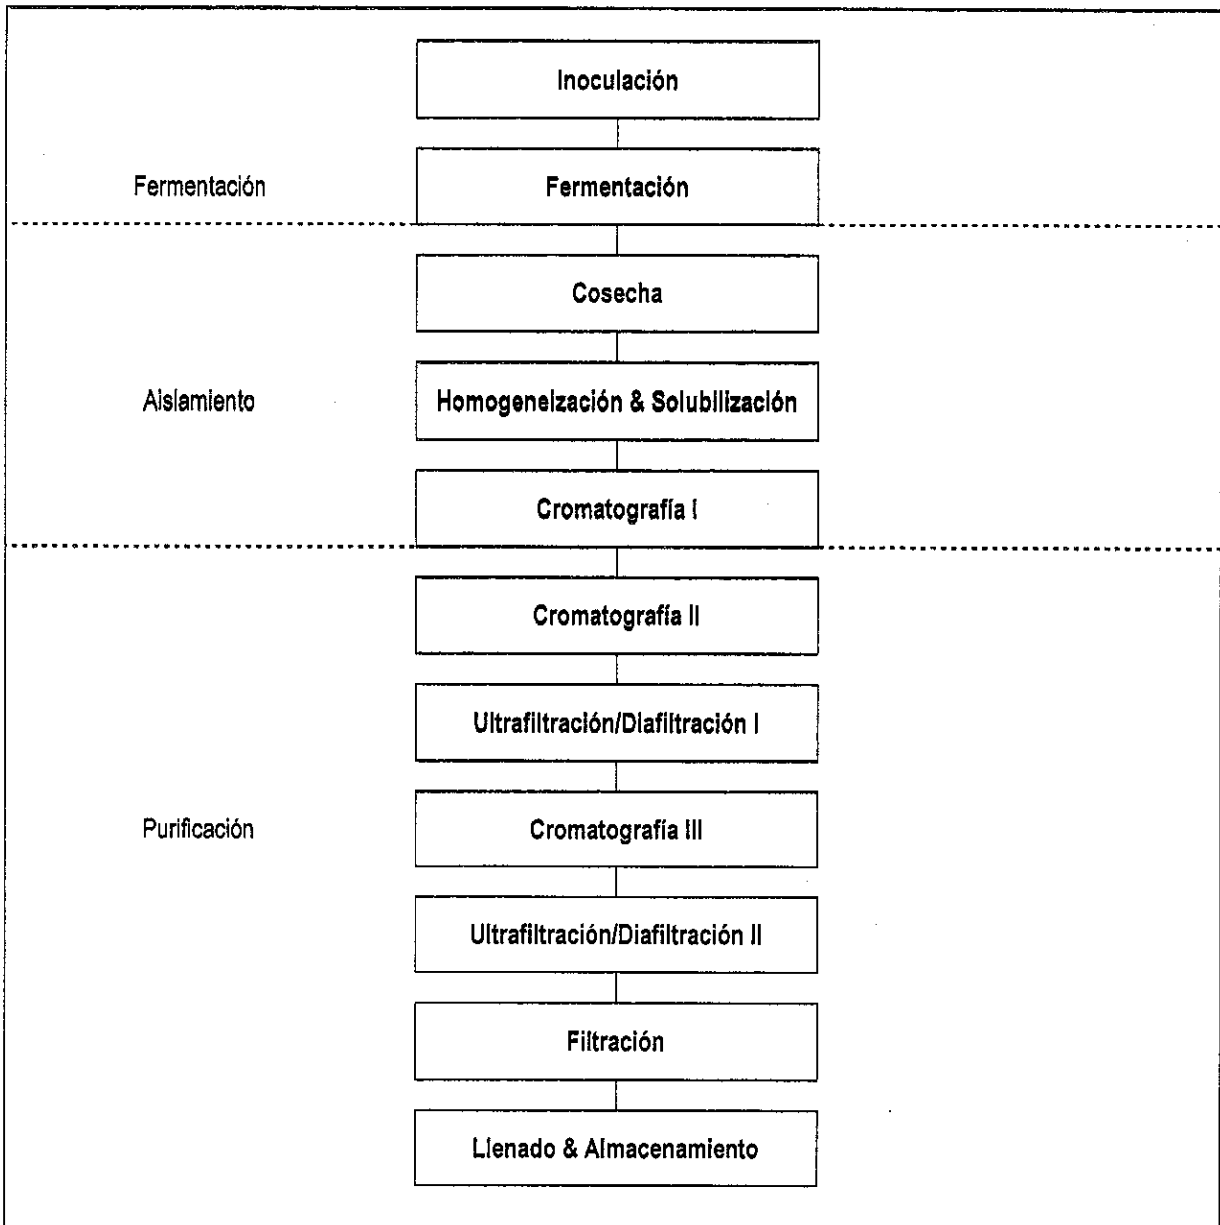 Inoculación
Fermentación
Fermentación
Cosecha
Aislamiento
Homogeneización & Solubilización
Cromatografía I
Cromatografía II
Ultrafiltración/Diafiltración I
Purificación
Cromatografía III
Ultrafiltración/Diafiltración II
Filtración
Llenado & Almacenamiento